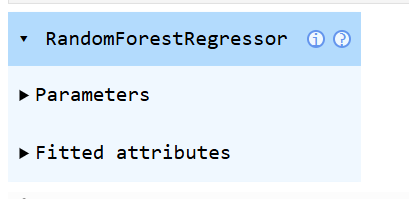 RandomForestRegressor i ?
Parameters
Fitted attributes